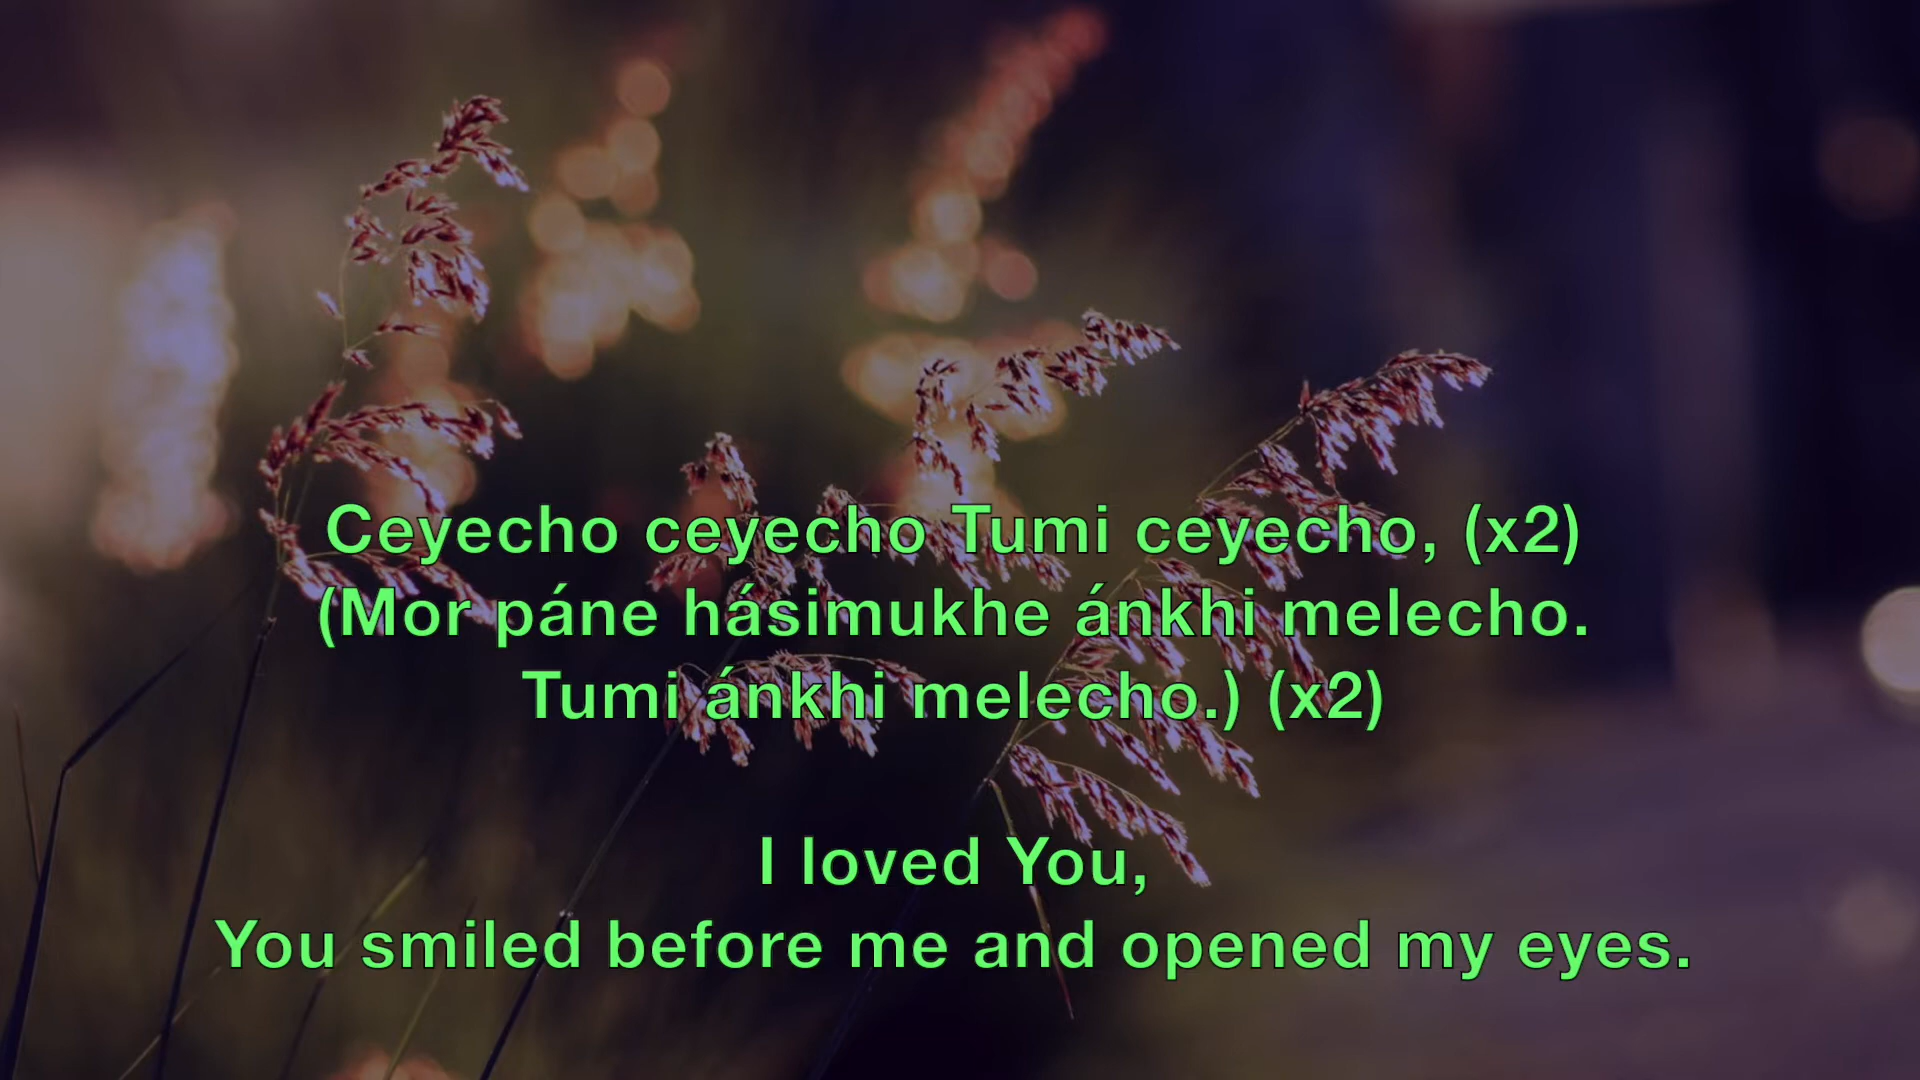 Ceyecho ceyecho Tumi ceyecho, (x2)
(Mor páne hásimukhe ánkhi melecho.
Tumi ánkhi melecho.) (x2)
I loved You,
You smiled before me and opened my eyes.